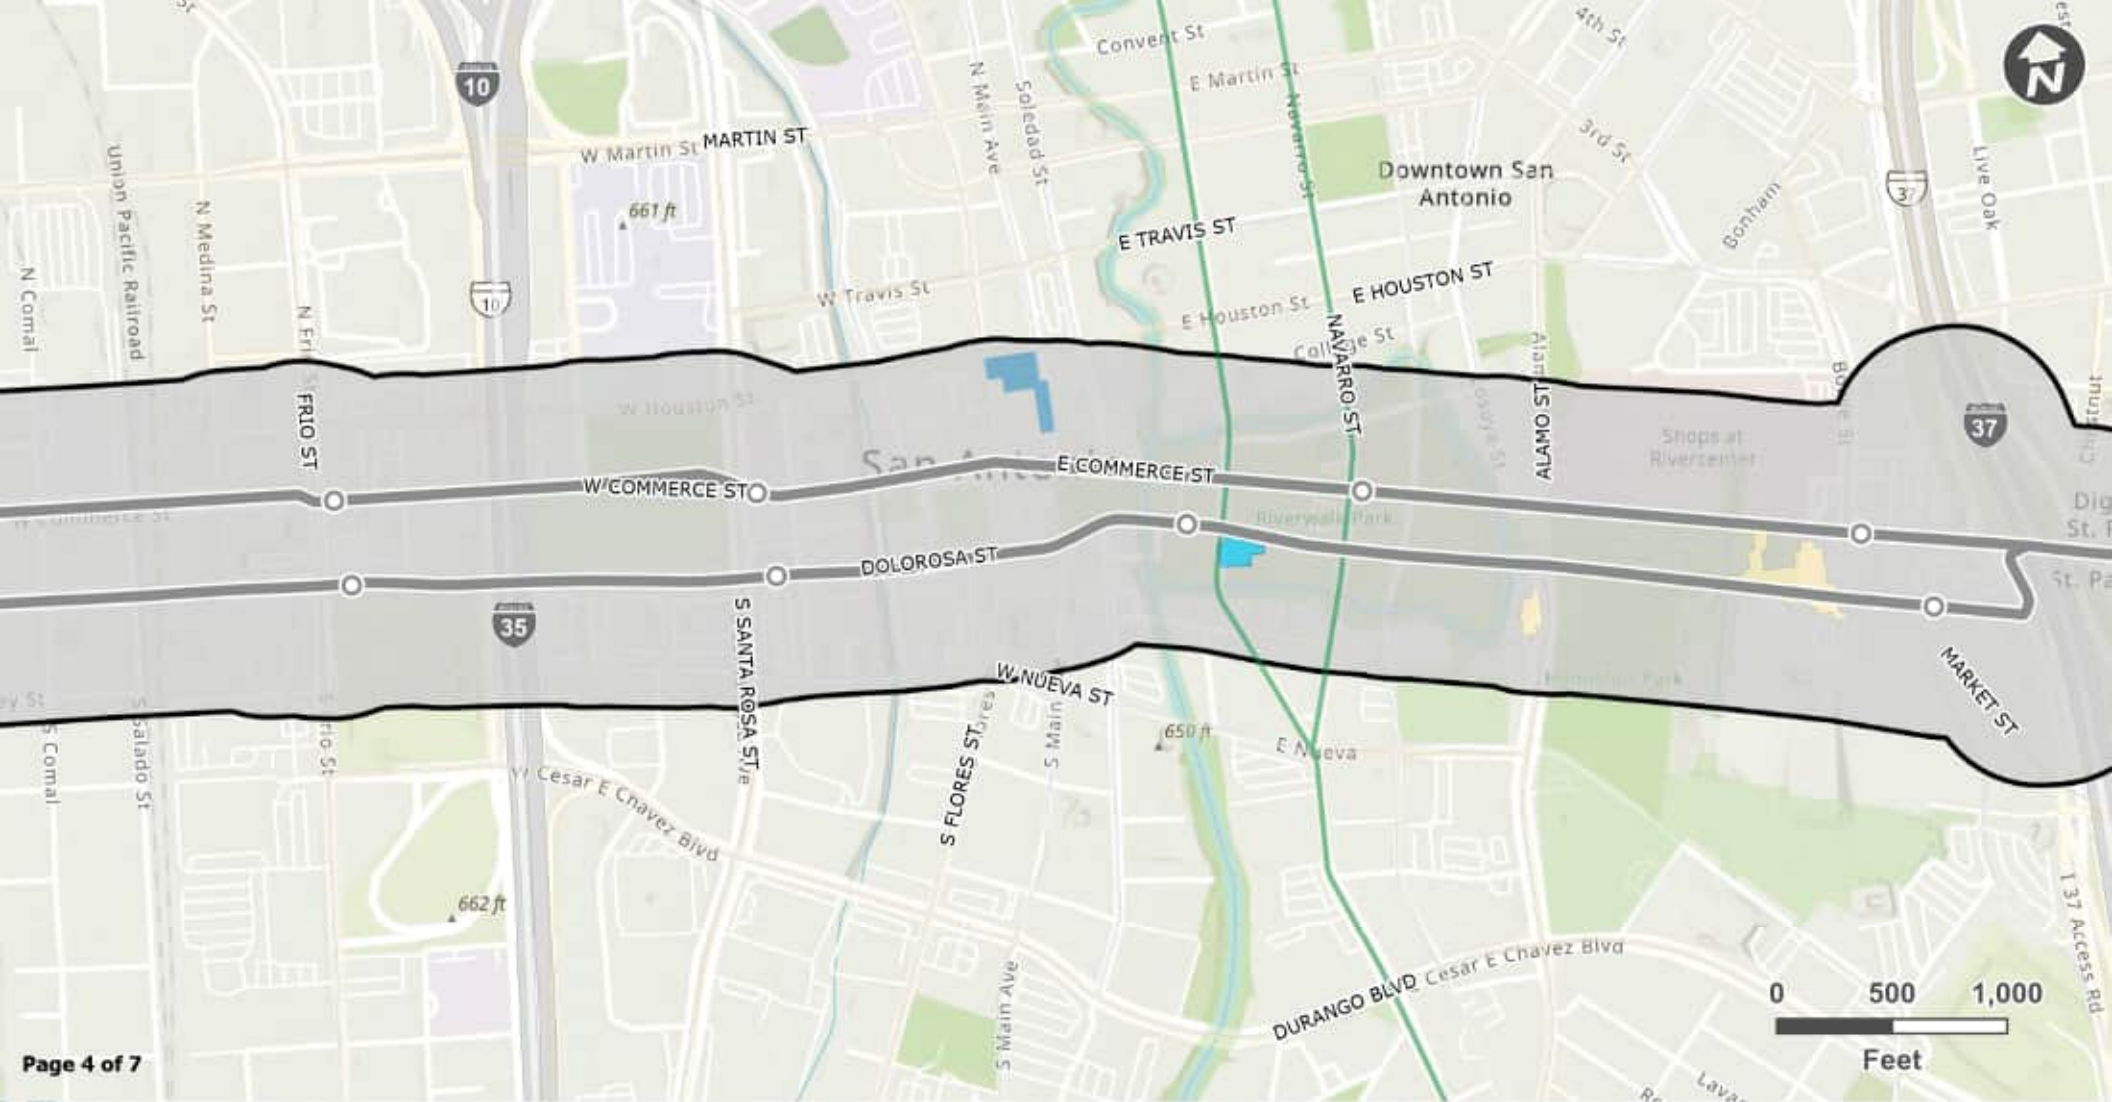 Convent St
4th St
N
10
E Martin St
N Main Ave
Soledad St
Navarro St
3rd St
W Martin St
MARTIN ST
Union Pacific Railroad
Downtown San
Antonio
Live Oak
37
N Medina St
661 ft
Bonham
E TRAVIS ST
N Comal
10
W Travis St
E HOUSTON ST
E Houston St
College St
NAVARRO ST
FRIO ST
W Houston St
ALAMO ST
Shops at
Rivercenter
37
San Antonio
E COMMERCE ST
W COMMERCE ST
W Commerce St
Riverwalk Park
DOLOROSA ST
35
S SANTA ROSA ST
W NUEVA ST
MARKET ST
Hemisfair Park
S Comal
S Salado St
S FLORES ST
S Main
650 ft
E Nueva
W Cesar E Chavez Blvd
662 ft
I 37 Access Rd
DURANGO BLVD
Cesar E Chavez Blvd
S Main Ave
0 500 1,000
Feet
Page 4 of 7